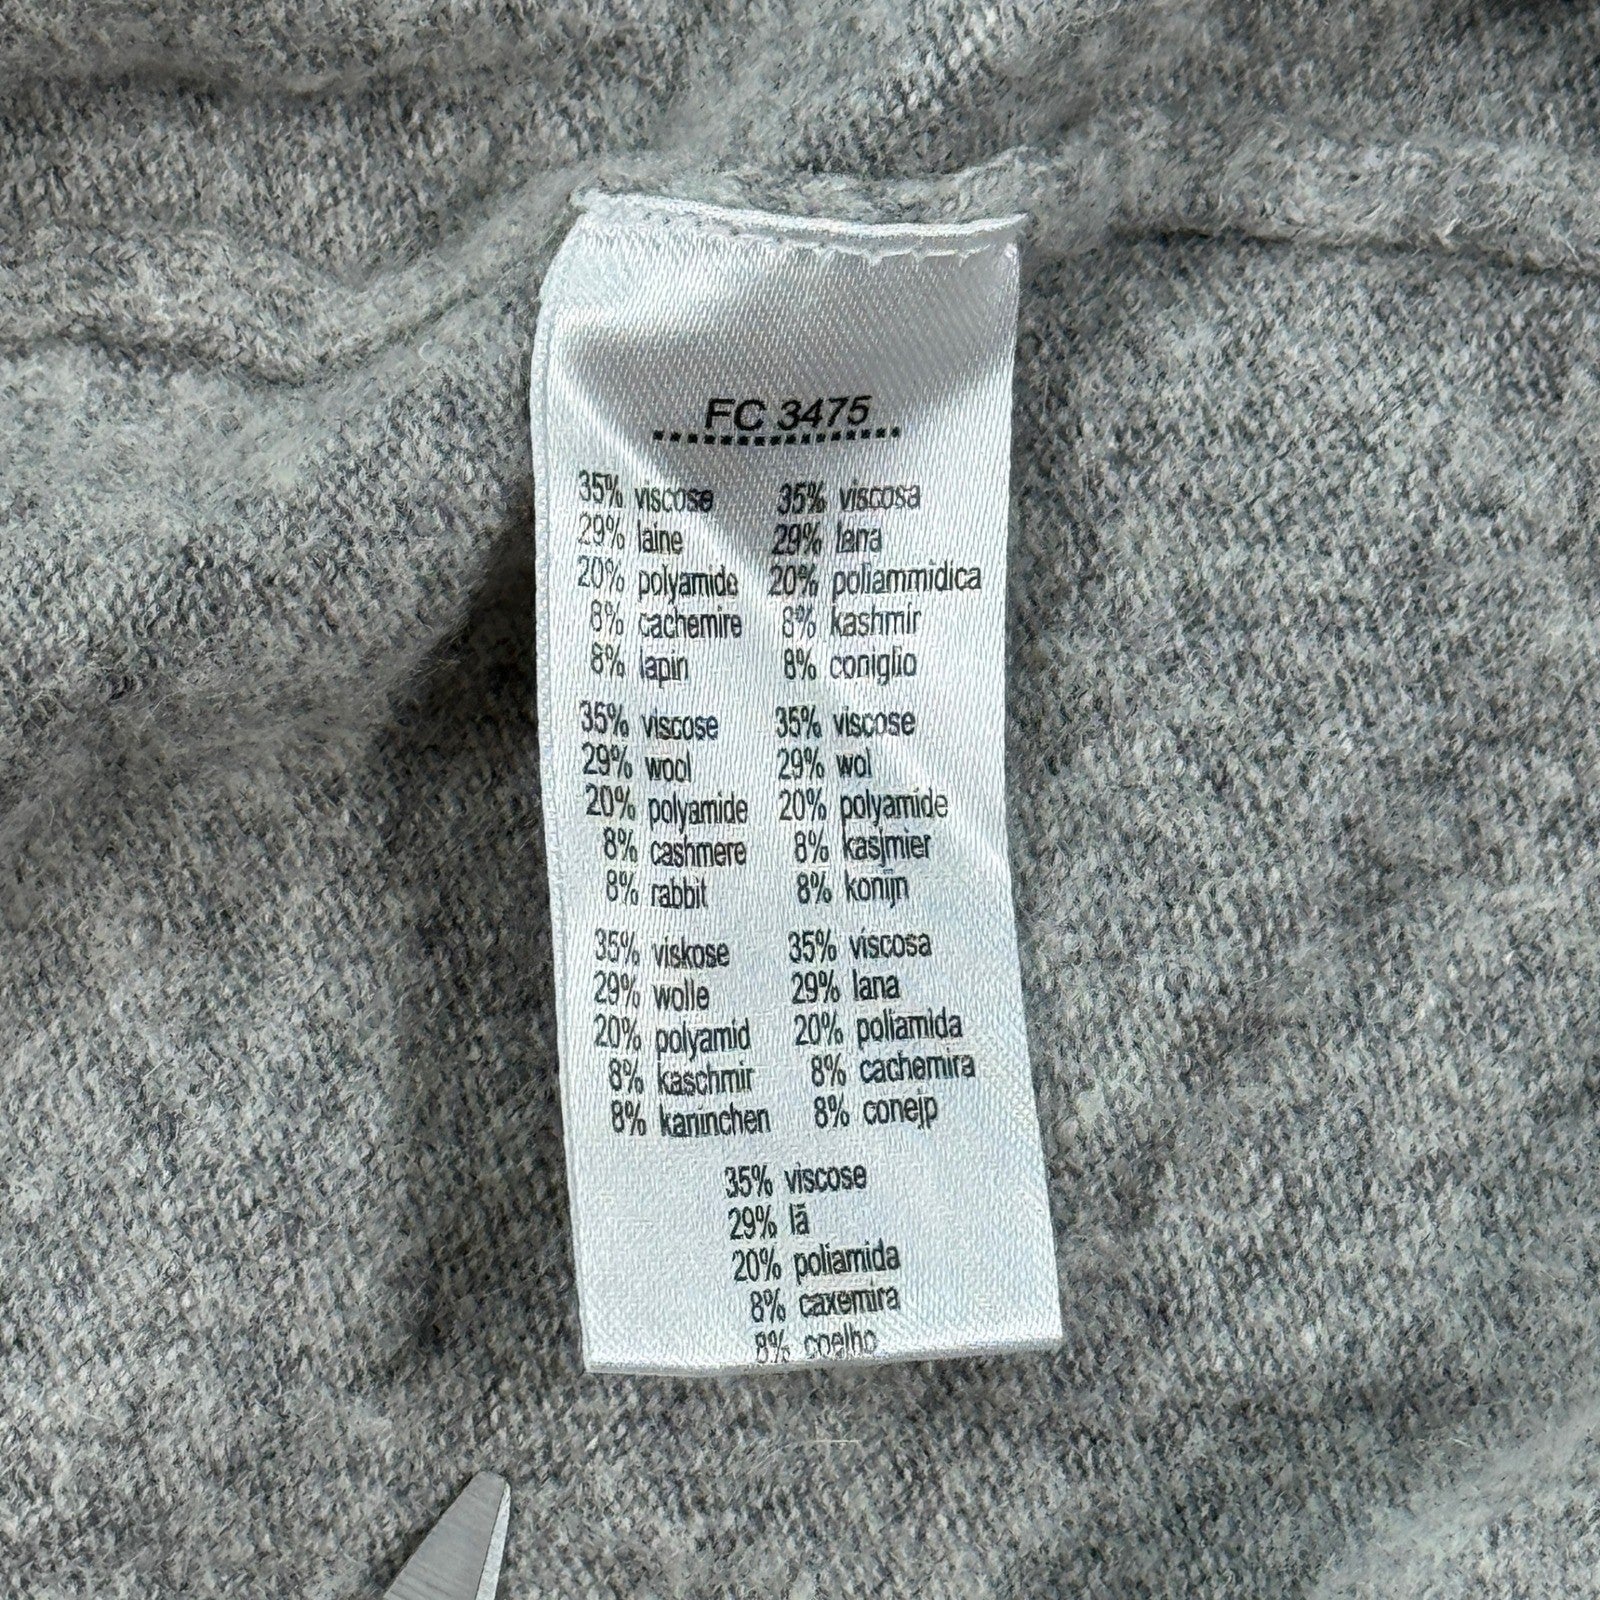 FC 3475
35% viscose
29% laine
20% polyamide
8% cachemire
8% lapin
35% viscosa
29% lana
20% poliammidica
8% kashmir
8% coniglio
35% viscose
29% wool
20% polyamide
8% cashmere
8% rabbit
35% viscose
29% wol
20% polyamide
8% kasjmier
8% konijn
35% viskose
29% wolle
20% polyamid
8% kaschmir
8% kaninchen
35% viscosa
29% lana
20% poliamida
8% cachemira
8% conejp
35% viscose
29% lã
20% poliamida
8% caxemira
8% coelho